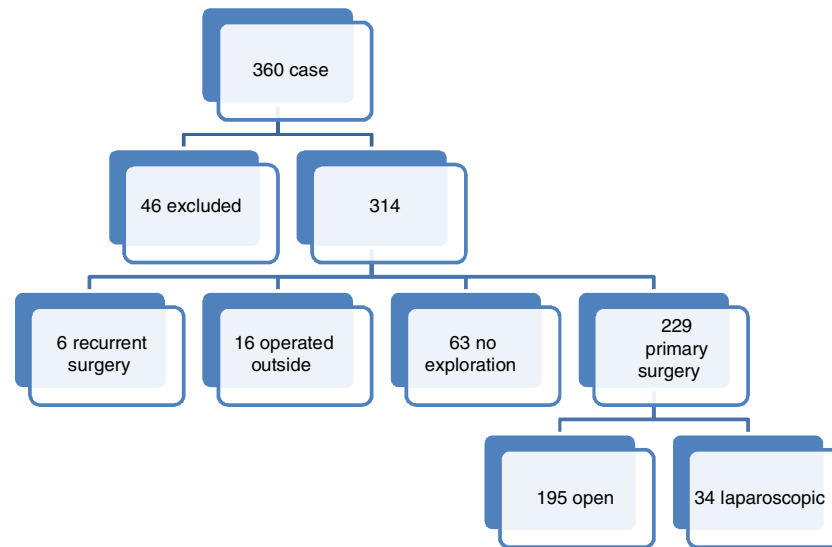 360 case
46 excluded
314
6 recurrent
surgery
16 operated
outside
63 no
exploration
229
primary
surgery
195 open
34 laparoscopic